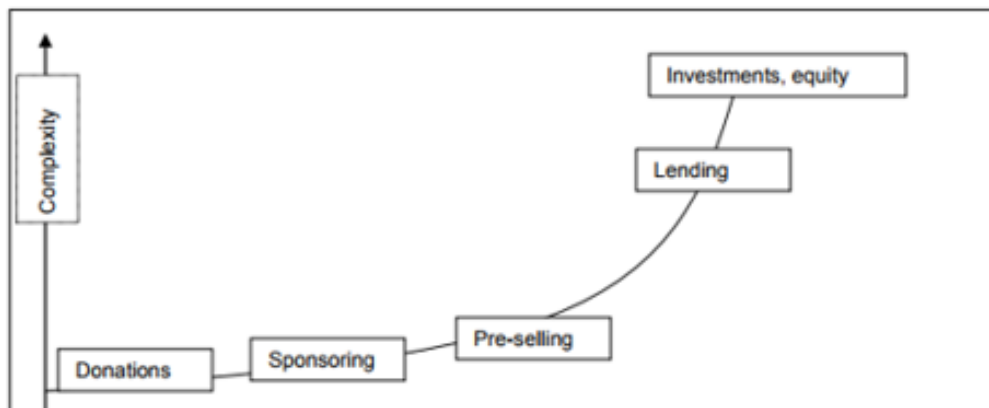 Investments, equity
Complexity
Lending
Pre-selling
Sponsoring
Donations